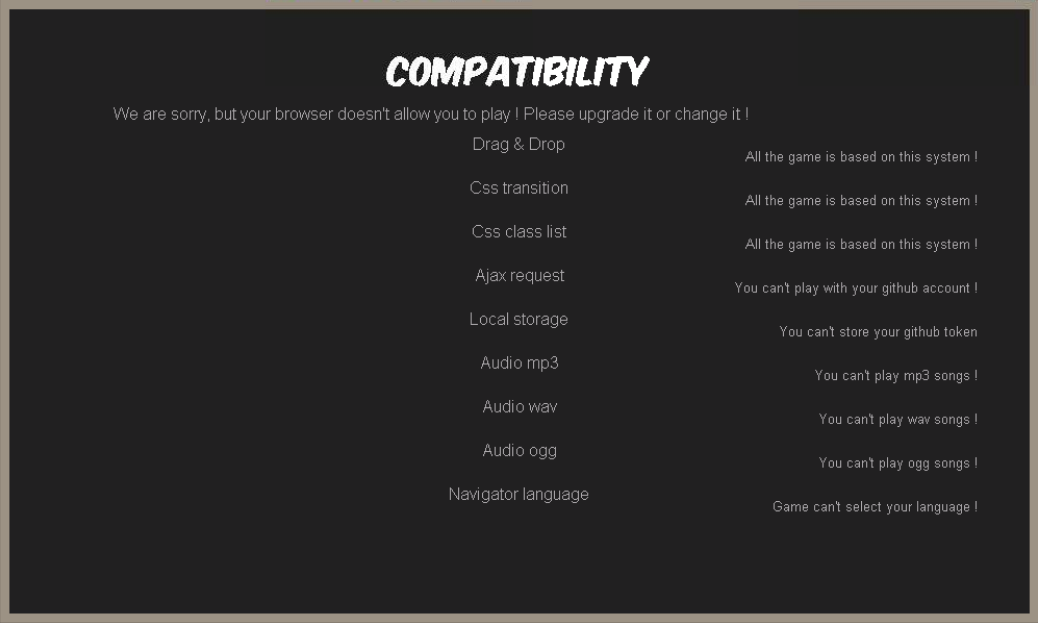 COMPATIBILITY
We are sorry, but your browser doesn't allow you to play ! Please upgrade it or change it !
Drag & Drop
All the game is based on this system !
Css transition
All the game is based on this system !
Css class list
All the game is based on this system !
Ajax request
You can't play with your github account !
Local storage
You can't store your github token
Audio mp3
You can't play mp3 songs !
Audio wav
You can't play wav songs !
Audio ogg
You can't play ogg songs !
Navigator language
Game can't select your language !